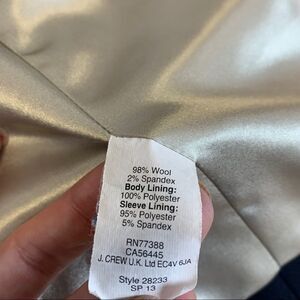 98% Wool
2% Spandex
Body Lining:
100% Polyester
Sleeve Lining:
95% Polyester
5% Spandex
RN77388
CA56445
J. CREW U.K. Ltd EC4V 6JA
Style 28233
SP 13